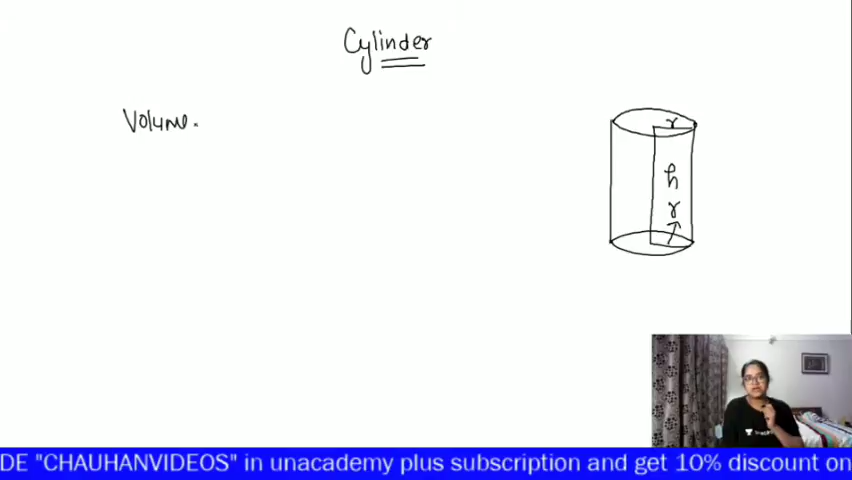 Cylinder
Volume.
r
h
r
DE "CHAUHANVIDEOS" in unacademy plus subscription and get 10% discount on